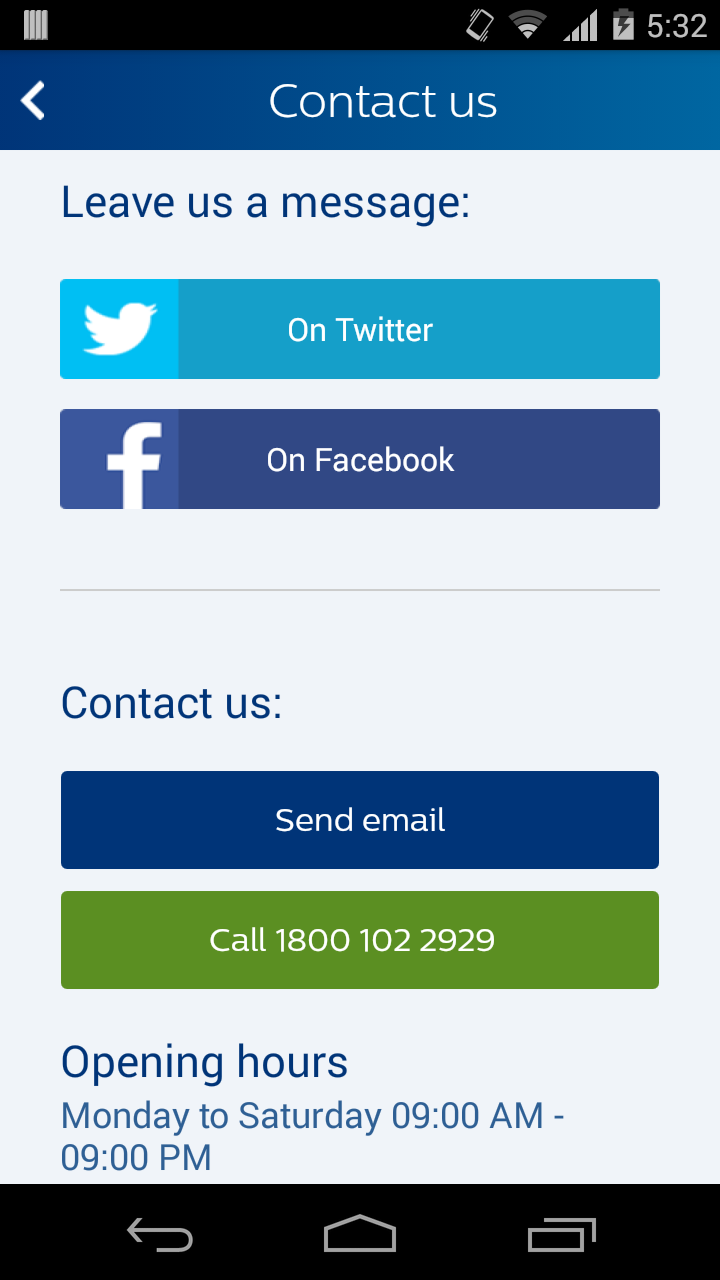 5:32
Contact us
Leave us a message:
On Twitter
On Facebook
Contact us:
Send email
Call 1800 102 2929
Opening hours
Monday to Saturday 09:00 AM -
09:00 PM